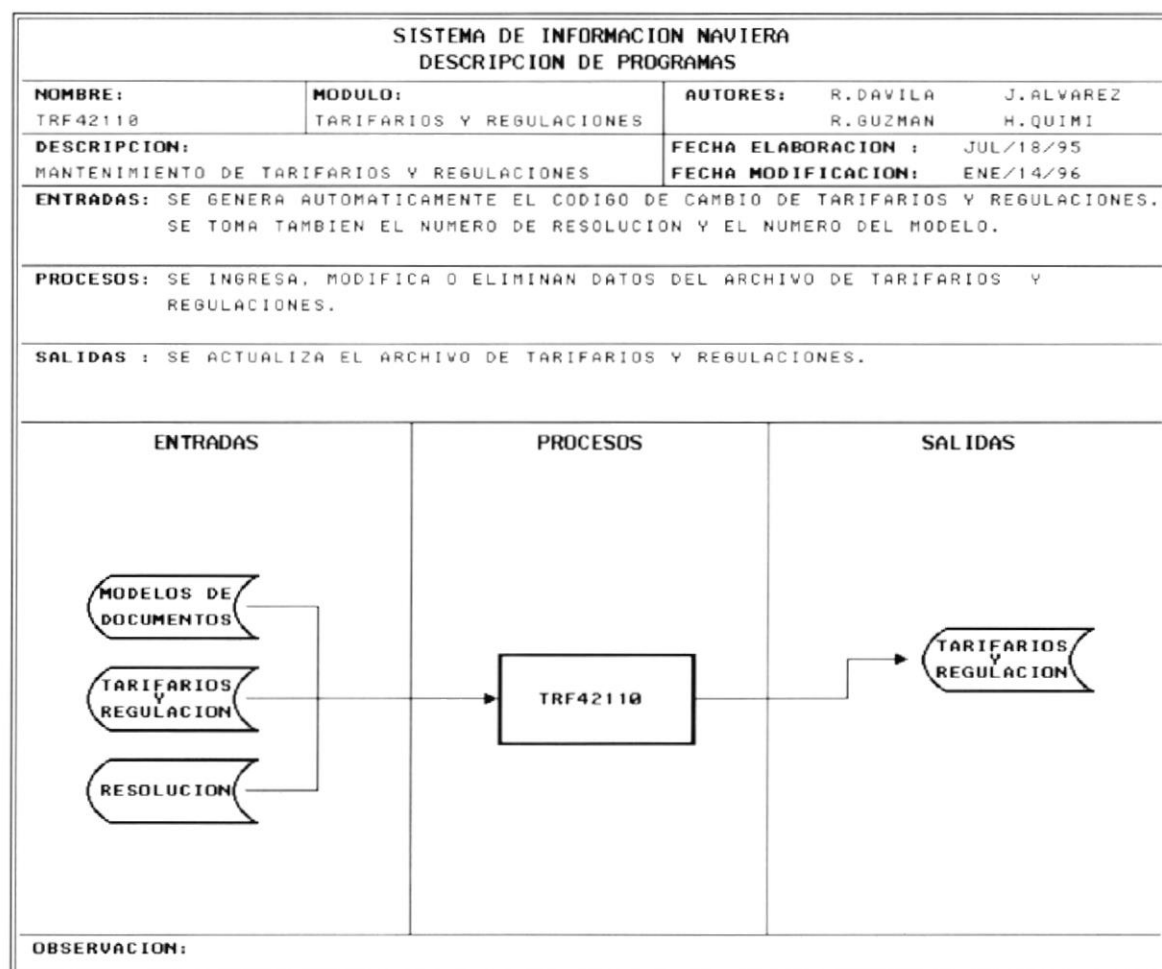 SISTEMA DE INFORMACION NAVIERA
DESCRIPCION DE PROGRAMAS
NOMBRE:
TRF42110
MODULO:
TARIFARIOS Y REGULACIONES
AUTORES: R.DAVILA J.ALVAREZ
R.GUZMAN H.QUIMI
DESCRIPCION:
MANTENIMIENTO DE TARIFARIOS Y REGULACIONES
FECHA ELABORACION : JUL/18/95
FECHA MODIFICACION: ENE/14/96
ENTRADAS: SE GENERA AUTOMATICAMENTE EL CODIGO DE CAMBIO DE TARIFARIOS Y REGULACIONES.
SE TOMA TAMBIEN EL NUMERO DE RESOLUCION Y EL NUMERO DEL MODELO.
PROCESOS: SE INGRESA, MODIFICA O ELIMINAN DATOS DEL ARCHIVO DE TARIFARIOS Y
REGULACIONES.
SALIDAS : SE ACTUALIZA EL ARCHIVO DE TARIFARIOS Y REGULACIONES.
ENTRADAS
PROCESOS
SALIDAS
MODELOS DE
DOCUMENTOS
TARIFARIOS
Y
REGULACION
RESOLUCION
TRF42110
TARIFARIOS
Y
REGULACION
OBSERVACION: